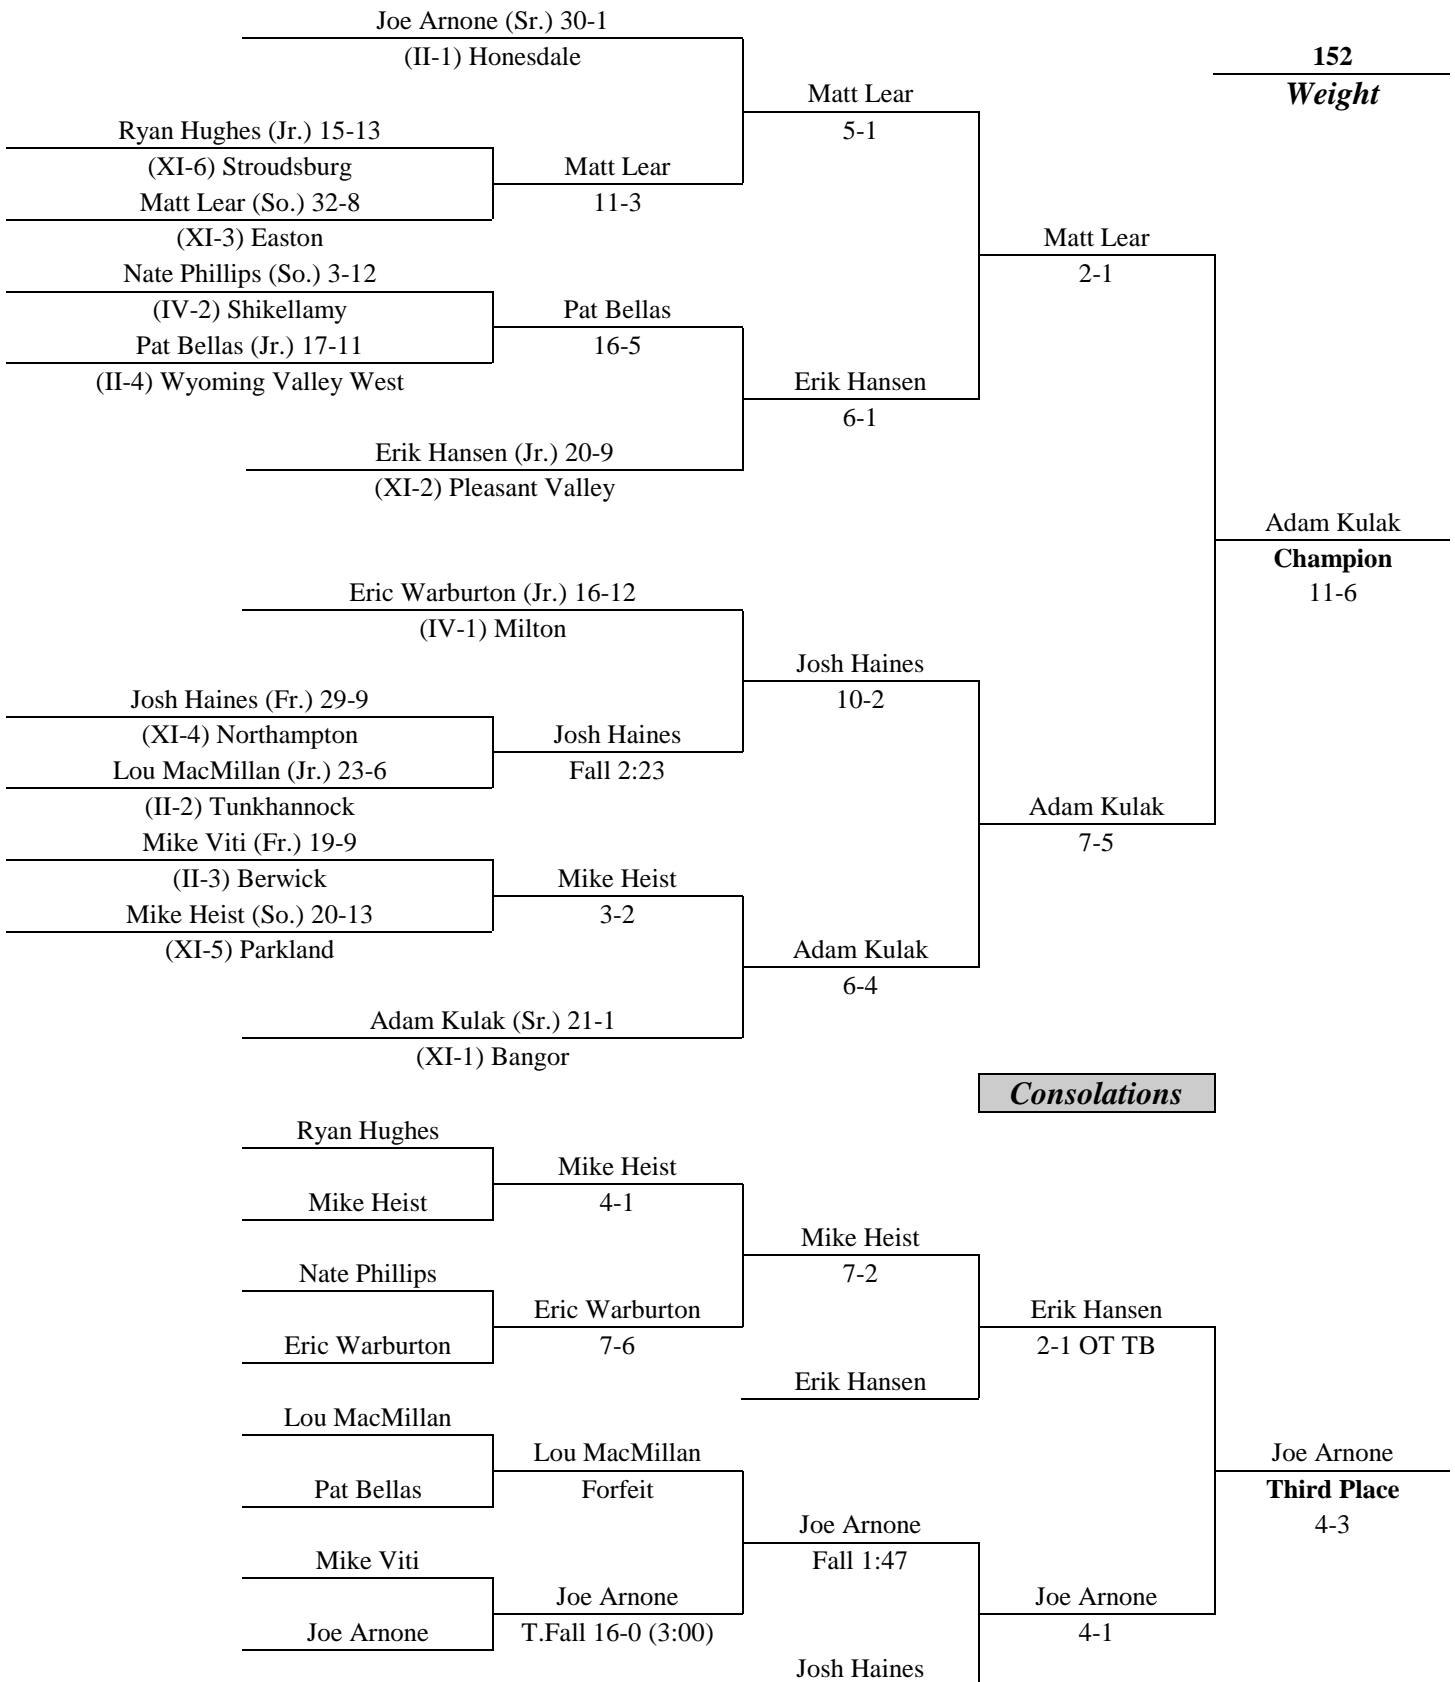 Joe Arnone (Sr.) 30-1
(II-1) Honesdale
152
Weight
Matt Lear
5-1
Ryan Hughes (Jr.) 15-13
(XI-6) Stroudsburg
Matt Lear
11-3
Matt Lear (So.) 32-8
(XI-3) Easton
Matt Lear
2-1
Nate Phillips (So.) 3-12
(IV-2) Shikellamy
Pat Bellas
16-5
Pat Bellas (Jr.) 17-11
(II-4) Wyoming Valley West
Erik Hansen
6-1
Erik Hansen (Jr.) 20-9
(XI-2) Pleasant Valley
Adam Kulak
Champion
11-6
Eric Warburton (Jr.) 16-12
(IV-1) Milton
Josh Haines
10-2
Josh Haines (Fr.) 29-9
(XI-4) Northampton
Josh Haines
Fall 2:23
Lou MacMillan (Jr.) 23-6
(II-2) Tunkhannock
Adam Kulak
7-5
Mike Viti (Fr.) 19-9
(II-3) Berwick
Mike Heist
3-2
Mike Heist (So.) 20-13
(XI-5) Parkland
Adam Kulak
6-4
Adam Kulak (Sr.) 21-1
(XI-1) Bangor
Consolations
Ryan Hughes
Mike Heist
4-1
Mike Heist
Mike Heist
7-2
Nate Phillips
Eric Warburton
7-6
Eric Warburton
Erik Hansen
2-1 OT TB
Erik Hansen
Lou MacMillan
Lou MacMillan
Forfeit
Pat Bellas
Joe Arnone
Third Place
4-3
Joe Arnone
Fall 1:47
Mike Viti
Joe Arnone
T.Fall 16-0 (3:00)
Joe Arnone
Joe Arnone
4-1
Josh Haines